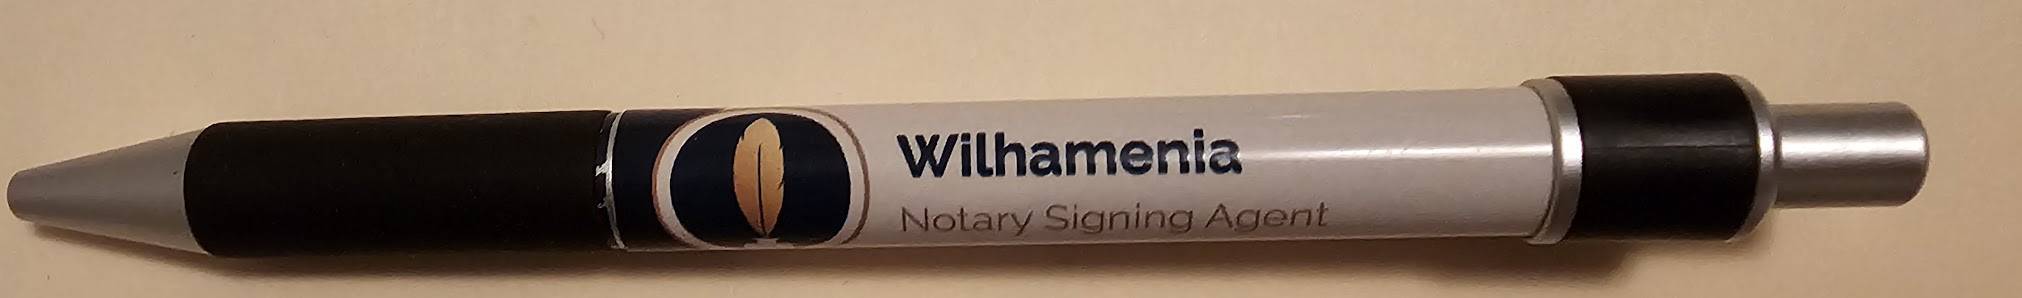 Wilhamenia
Notary Signing Agent